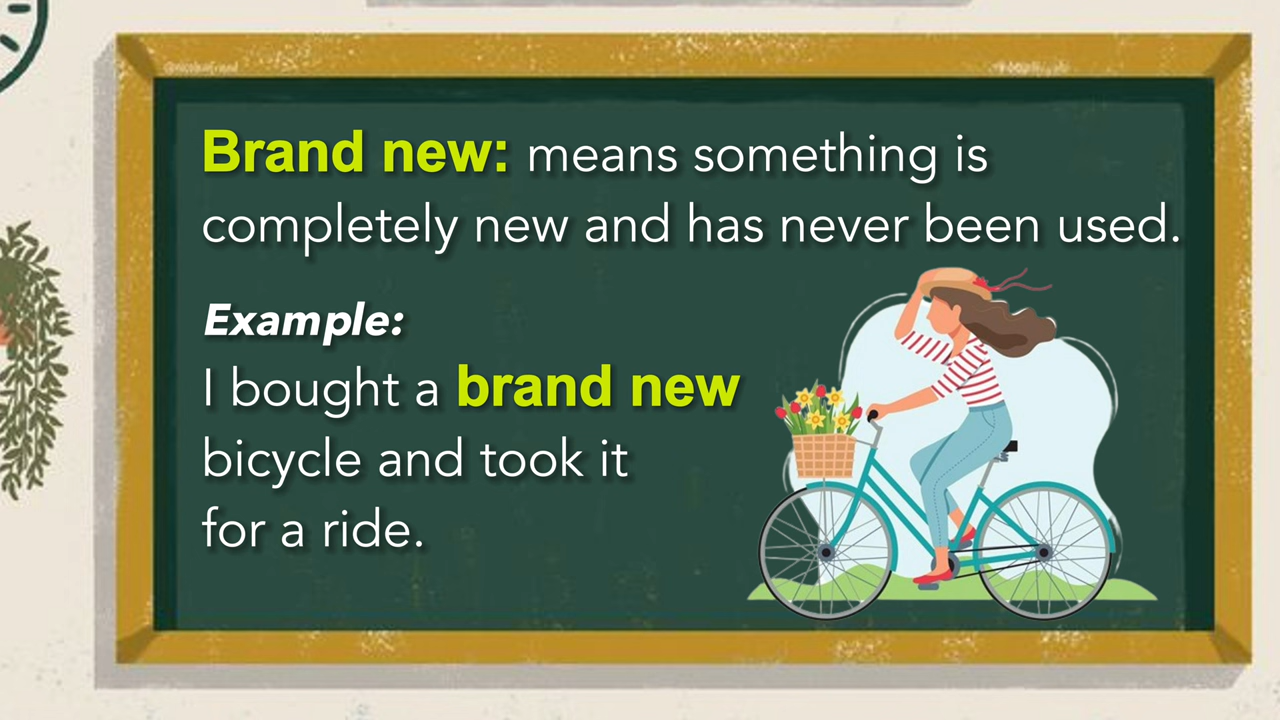 Brand new: means something is
completely new and has never been used.
Example:
I bought a brand new
bicycle and took it
for a ride.